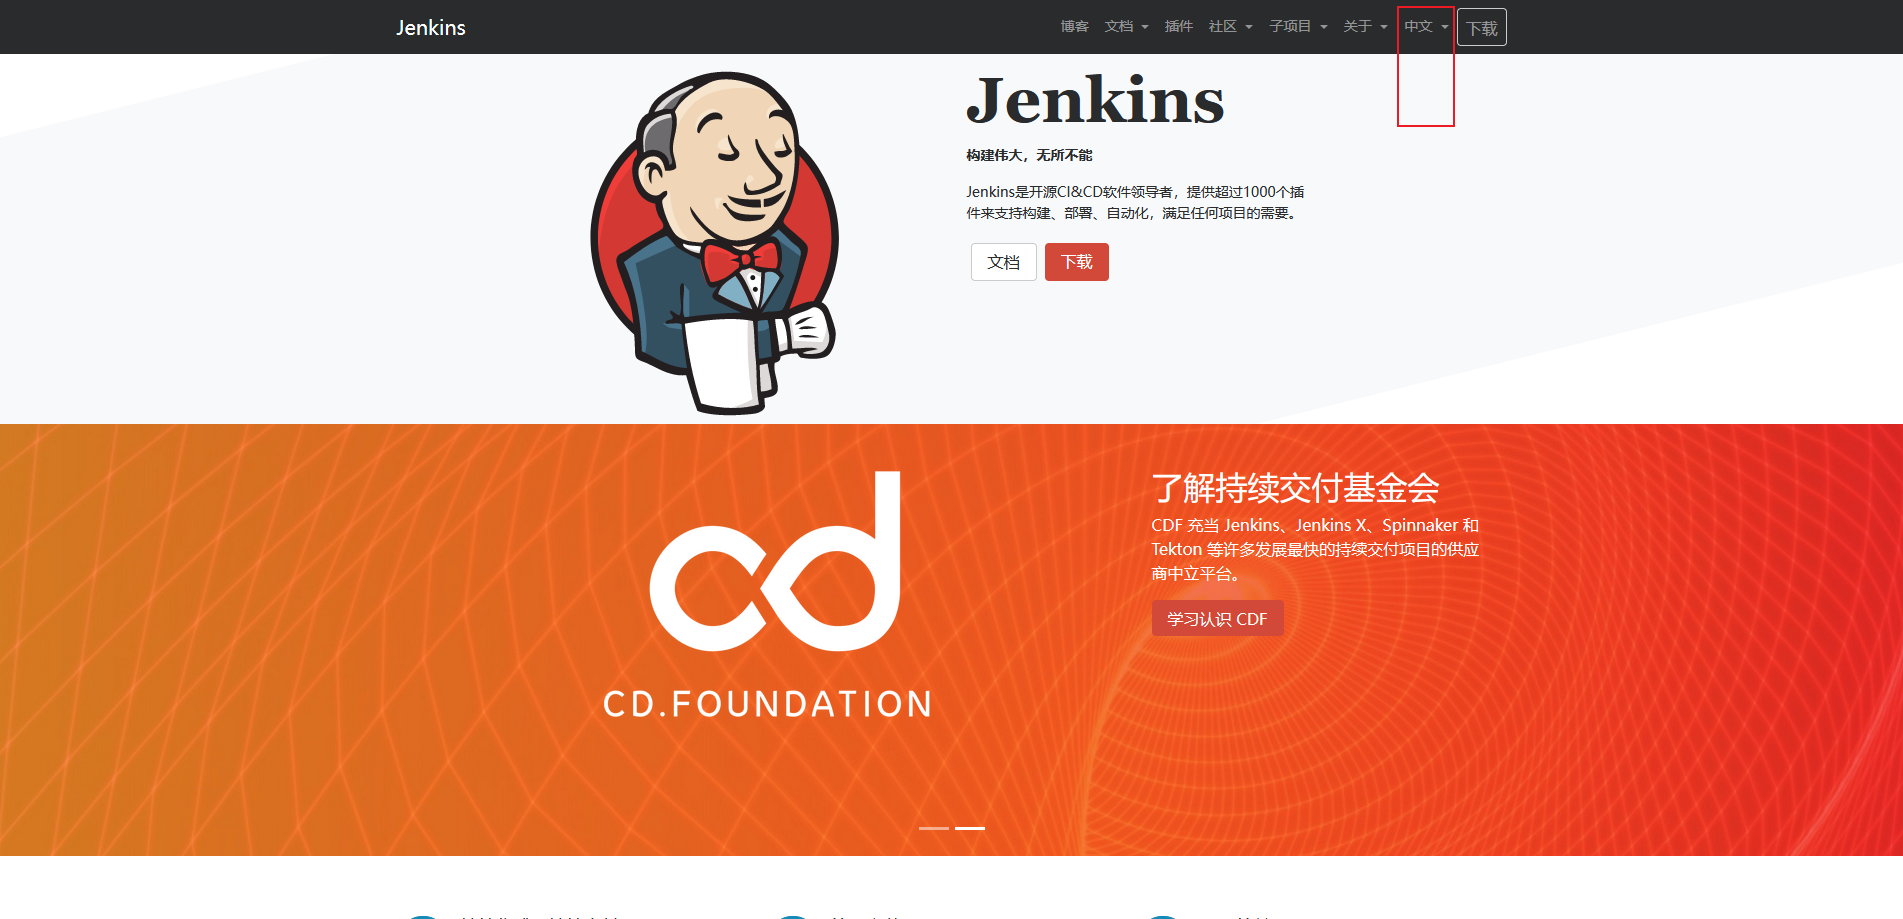 Jenkins
博客 文档 插件 社区 子项目 关于 中文 下载
Jenkins
构建伟大，无所不能
Jenkins是开源CI&CD软件领导者，提供超过1000个插
件来支持构建、部署、自动化，满足任何项目的需要。
文档 下载
cd
CD.FOUNDATION
了解持续交付基金会
CDF 充当 Jenkins、Jenkins X、Spinnaker 和
Tekton 等许多发展最快的持续交付项目的供应
商中立平台。
学习认识 CDF